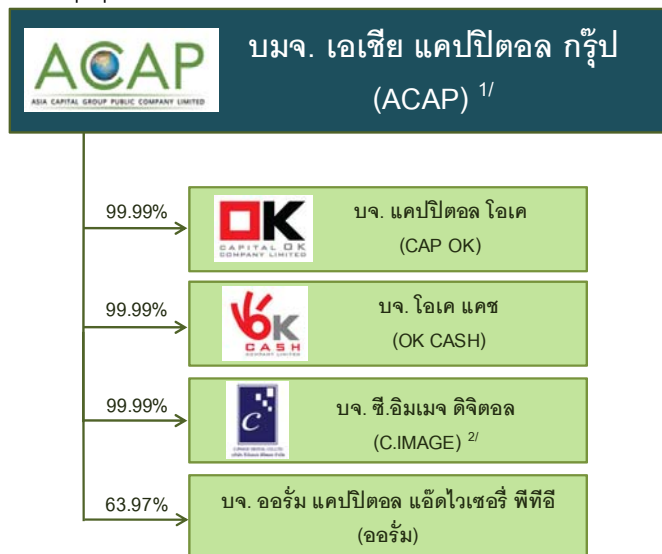 ACAP
ASIA CAPITAL GROUP PUBLIC COMPANY LIMITED
บมจ. เอเชีย แคปปิตอล กรุ๊ป
(ACAP) 1/
99.99%
OK
CAPITAL OK
COMPANY LIMITED
บจ. แคปปิตอล โอเค
(CAP OK)
99.99%
OK
CASH
COMPANY LIMITED
บจ. โอเค แคช
(OK CASH)
99.99%
c
บจ. ซี.อิมเมจ ดิจิตอล
(C.IMAGE) 2/
63.97%
บจ. ออรั่ม แคปปิตอล แอ๊ดไวเซอรี่ พีทีอี
(ออรั่ม)